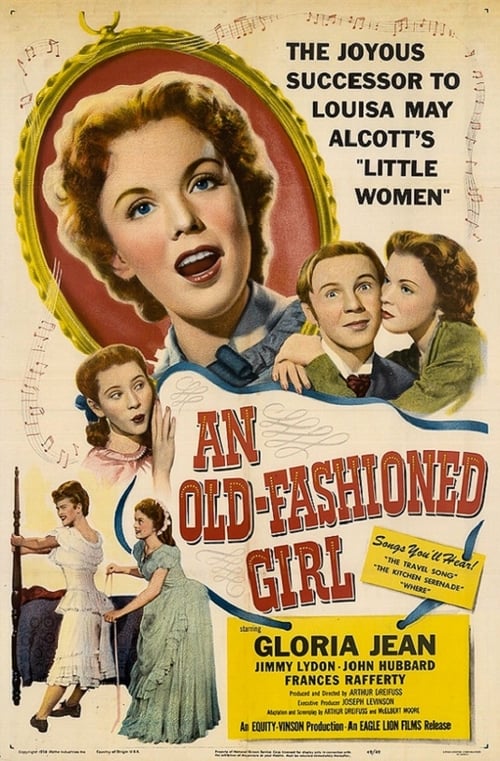 THE JOYOUS
SUCCESSOR TO
LOUISA MAY
ALCOTT'S
"LITTLE
WOMEN"
AN
OLD-FASHIONED
GIRL
Songs You'll Hear!
"THE TRAVEL SONG"
"THE KITCHEN SERENADE"
"WHERE"
starring
GLORIA JEAN
JIMMY LYDON · JOHN HUBBARD
FRANCES RAFFERTY
Produced and Directed by ARTHUR DREIFUSS
Executive Producer JOSEPH LEVINSON
Adaptation and Screenplay by ARTHUR DREIFUSS and McELBERT MOORE
An EQUITY-VINSON Production · An EAGLE LION FILMS Release
Country of Origin U.S.A.